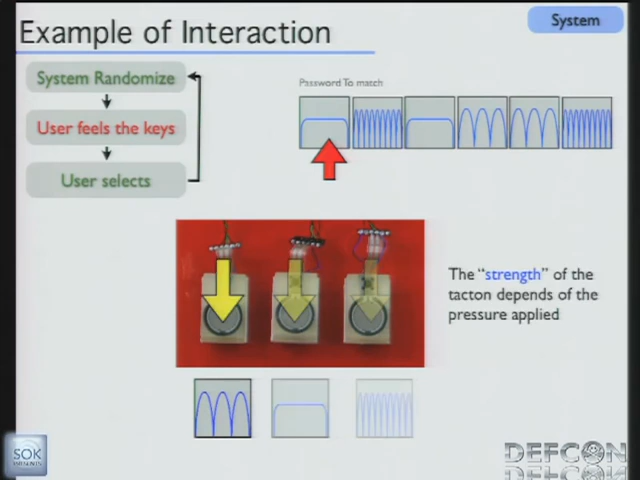 System
Example of Interaction
System Randomize
User feels the keys
User selects
Password To match
The "strength" of the
tacton depends of the
pressure applied
SOK
PRESENTS
DEFCON